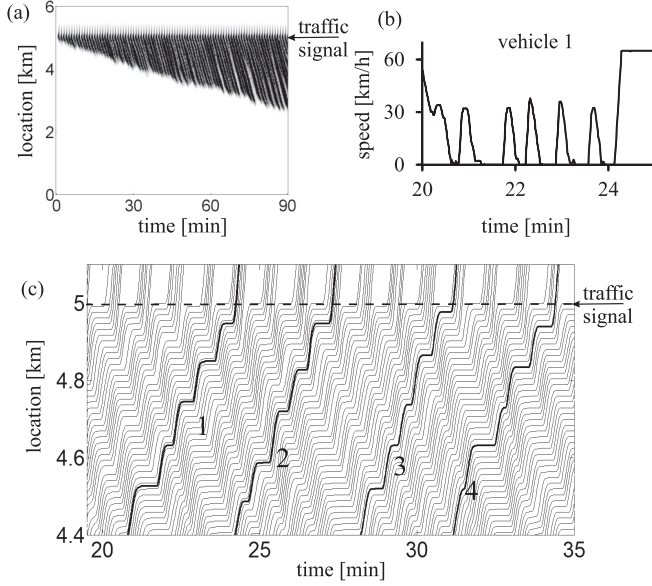 (a)
6
4
2
0
location [km]
0 30 60 90
time [min]
traffic
signal
(b)
vehicle 1
60
30
0
speed [km/h]
20 22 24
time [min]
(c)
5
4.8
4.6
4.4
location [km]
traffic
signal
1
2
3
4
20 25 30 35
time [min]